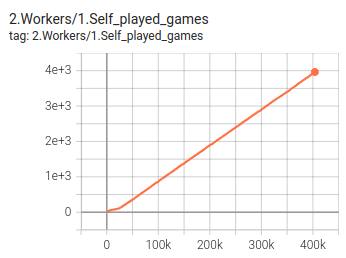 2.Workers/1.Self_played_games
tag: 2.Workers/1.Self_played_games
4e+3
3e+3
2e+3
1e+3
0
0 100k 200k 300k 400k